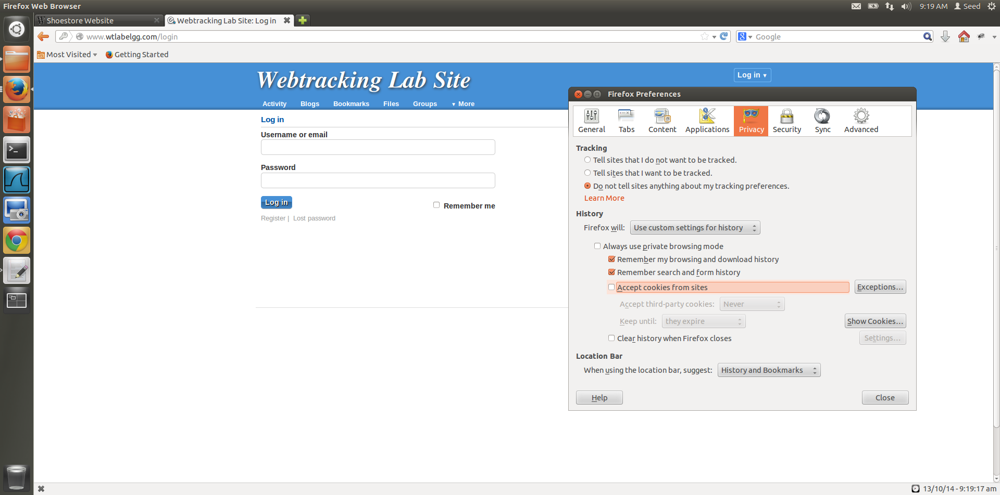 Firefox Web Browser
9:19 AM Seed
Shoestore Website
Webtracking Lab Site: Log in
www.wtlabelgg.com/login
Google
Most Visited
Getting Started
Webtracking Lab Site
Log in ▾
Activity Blogs Bookmarks Files Groups ▾ More
Log in
Username or email
Password
Log in
Remember me
Register | Lost password
Firefox Preferences
General Tabs Content Applications Privacy Security Sync Advanced
Tracking
Tell sites that I do not want to be tracked.
Tell sites that I want to be tracked.
Do not tell sites anything about my tracking preferences.
Learn More
History
Firefox will: Use custom settings for history
Always use private browsing mode
Remember my browsing and download history
Remember search and form history
Accept cookies from sites Exceptions...
Accept third-party cookies: Never
Keep until: they expire Show Cookies...
Clear history when Firefox closes Settings...
Location Bar
When using the location bar, suggest: History and Bookmarks
Help Close
13/10/14 - 9:19:17 am